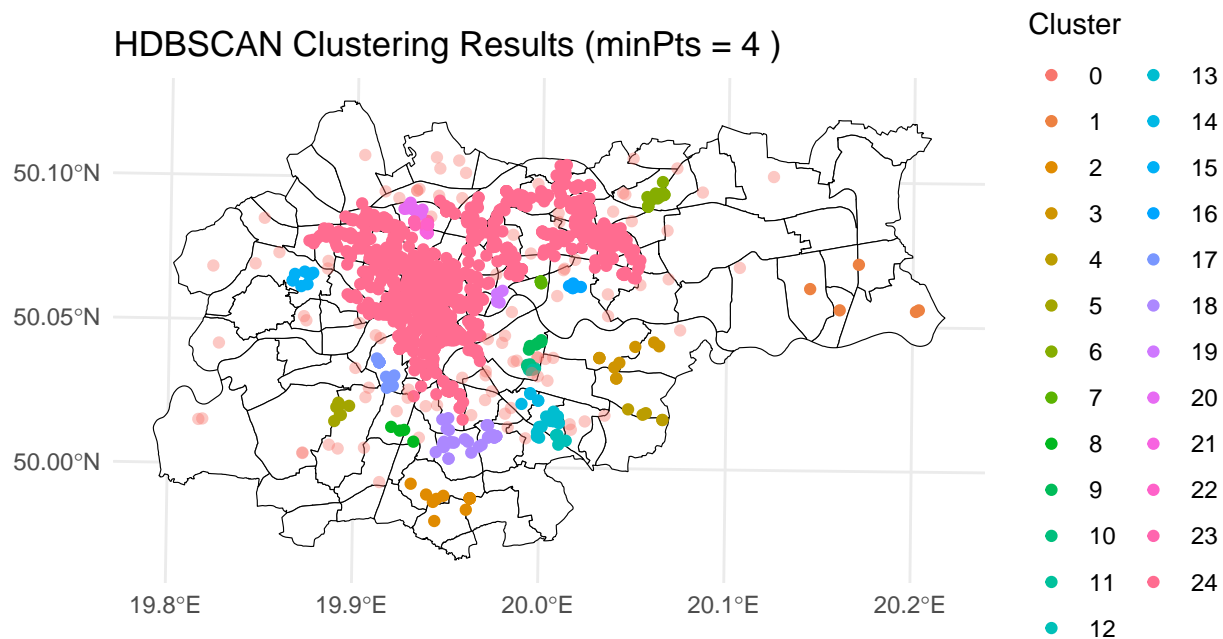 HDBSCAN Clustering Results (minPts = 4 )
50.10°N
50.05°N
50.00°N
19.8°E
19.9°E
20.0°E
20.1°E
20.2°E
Cluster
0
1
2
3
4
5
6
7
8
9
10
11
12
13
14
15
16
17
18
19
20
21
22
23
24